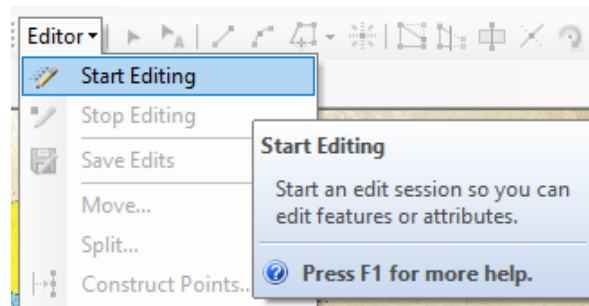 Editor
Start Editing
Stop Editing
Save Edits
Move...
Split...
Construct Points...
Start Editing
Start an edit session so you can
edit features or attributes.
Press F1 for more help.